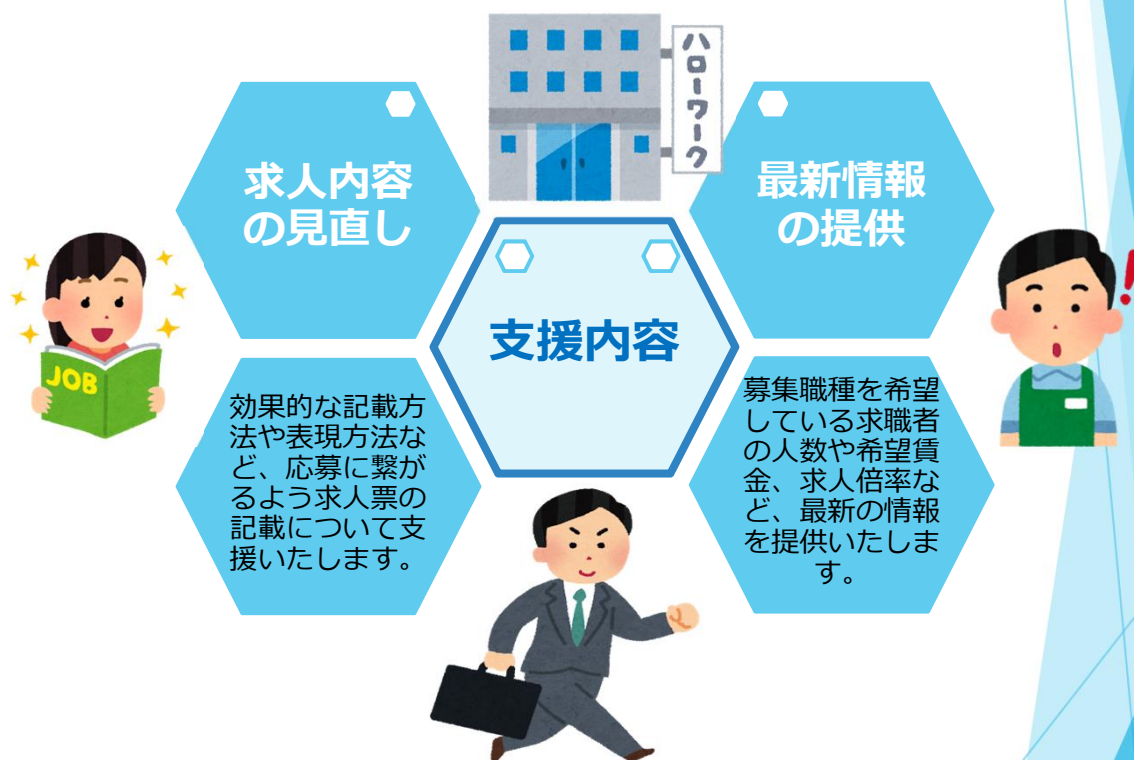 ハローワーク
求人内容
の見直し
最新情報
の提供
支援内容
JOB
効果的な記載方
法や表現方法な
ど、応募に繋が
るよう求人票の
記載について支
援いたします。
募集職種を希望
している求職者
の人数や希望賃
金、求人倍率な
ど、最新の情報
を提供いたしま
す。